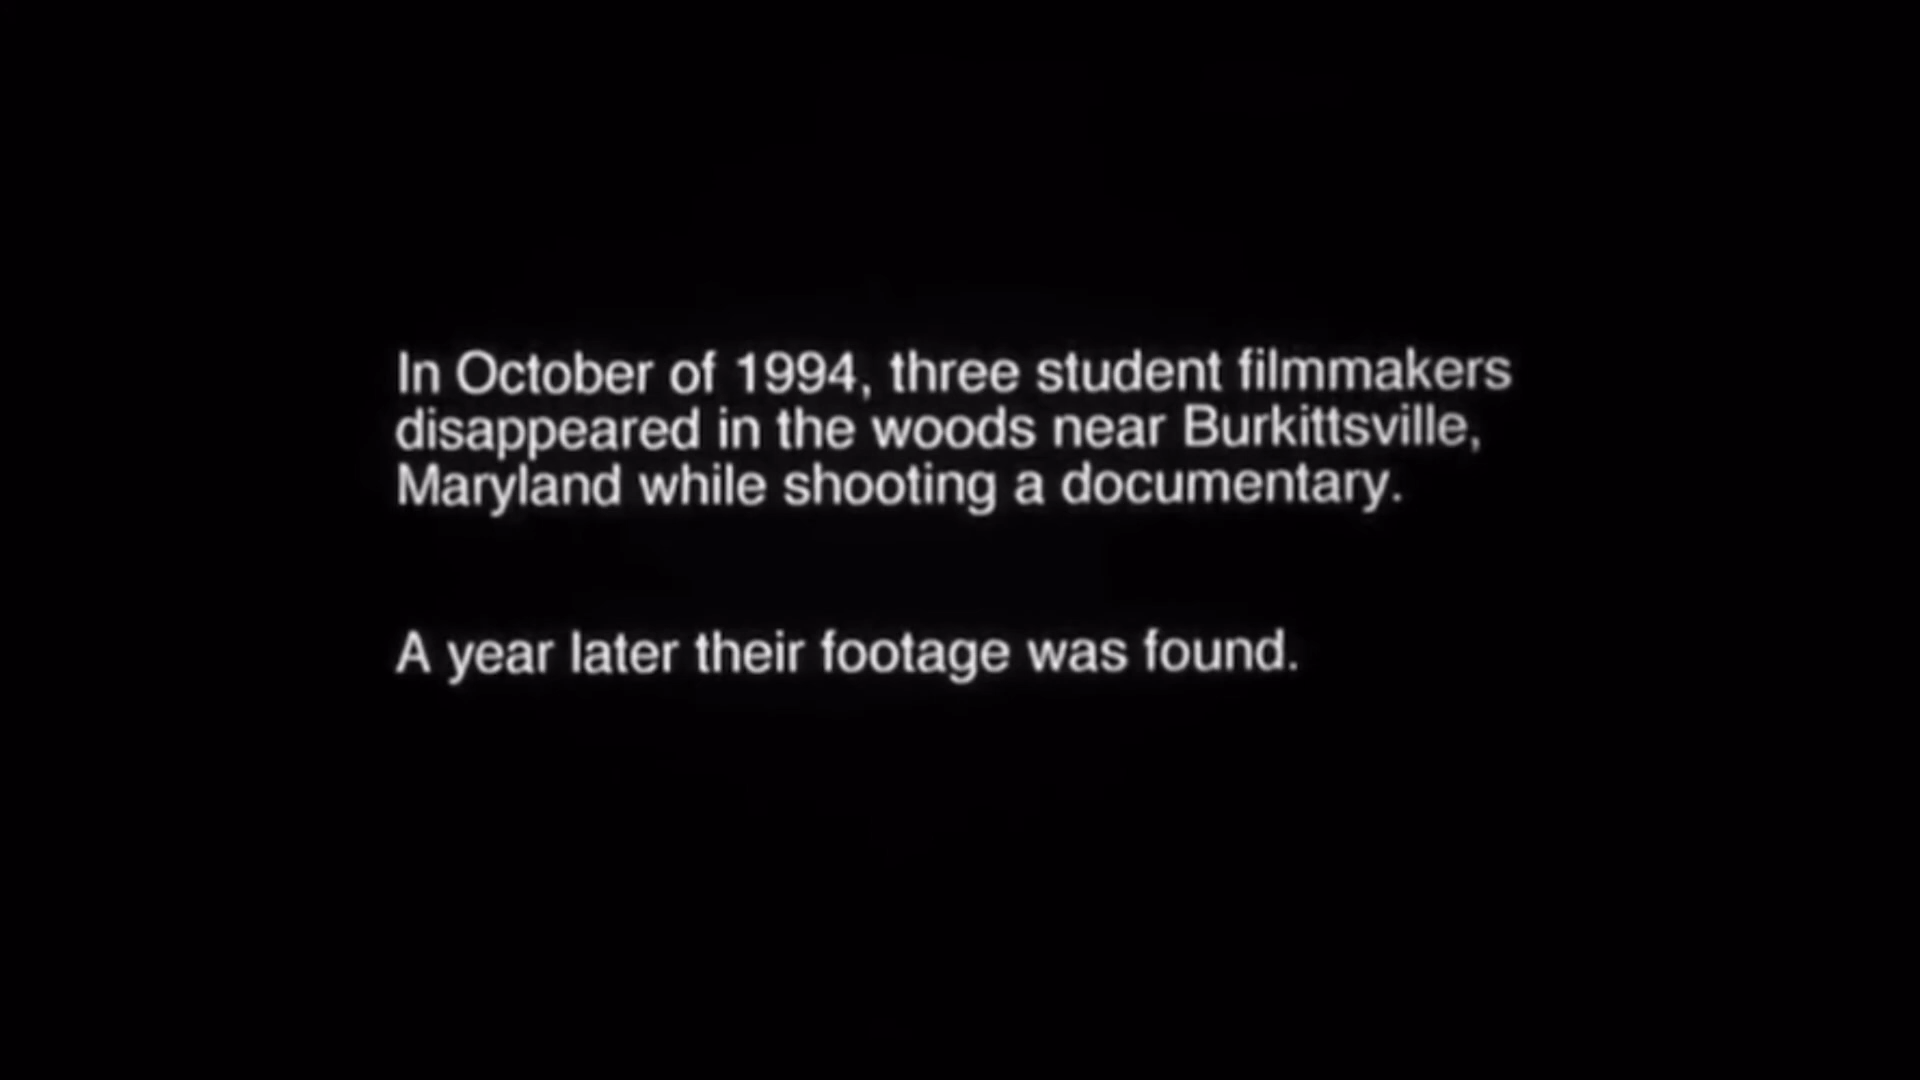 In October of 1994, three student filmmakers
disappeared in the woods near Burkittsville,
Maryland while shooting a documentary.
A year later their footage was found.